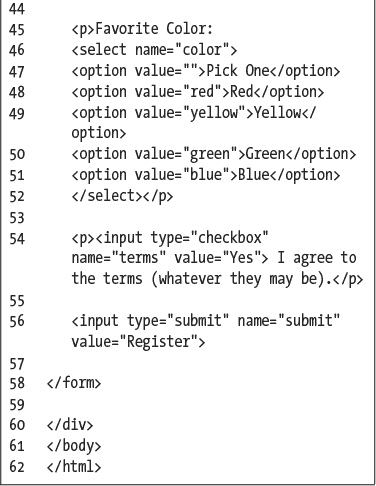 44
45 <p>Favorite Color:
46 <select name="color">
47 <option value="">Pick One</option>
48 <option value="red">Red</option>
49 <option value="yellow">Yellow</
option>
50 <option value="green">Green</option>
51 <option value="blue">Blue</option>
52 </select></p>
53
54 <p><input type="checkbox"
name="terms" value="Yes"> I agree to
the terms (whatever they may be).</p>
55
56 <input type="submit" name="submit"
value="Register">
57
58 </form>
59
60 </div>
61 </body>
62 </html>